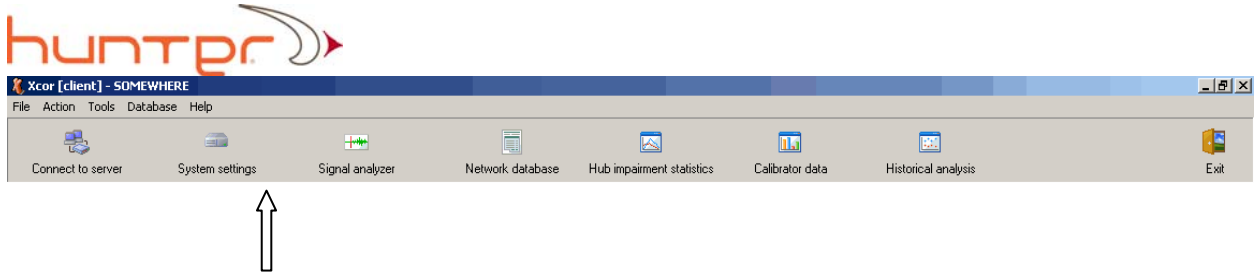 hunter
Xcor [client] - SOMEWHERE
File Action Tools Database Help
Connect to server System settings Signal analyzer Network database Hub impairment statistics Calibrator data Historical analysis Exit